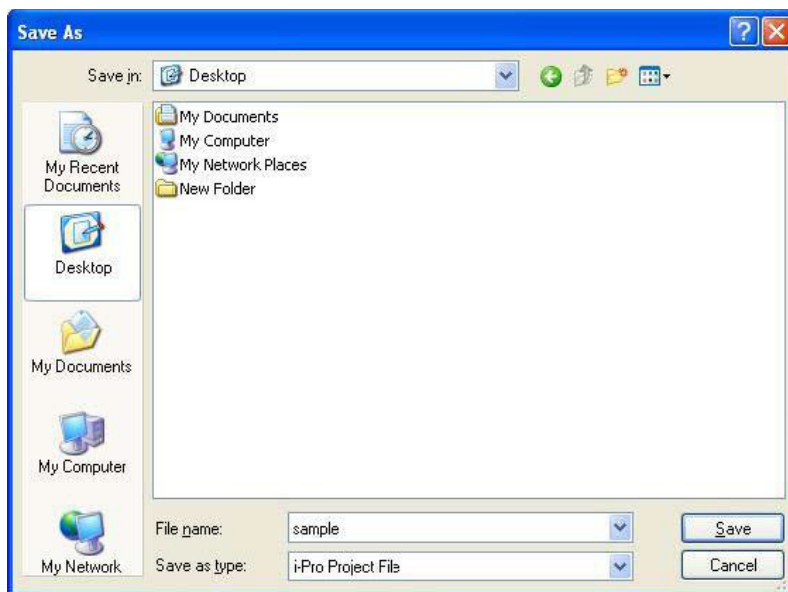 Save As
Save in: Desktop
My Recent
Documents
Desktop
My Documents
My Computer
My Network
My Documents
My Computer
My Network Places
New Folder
File name: sample Save
Save as type: i-Pro Project File Cancel